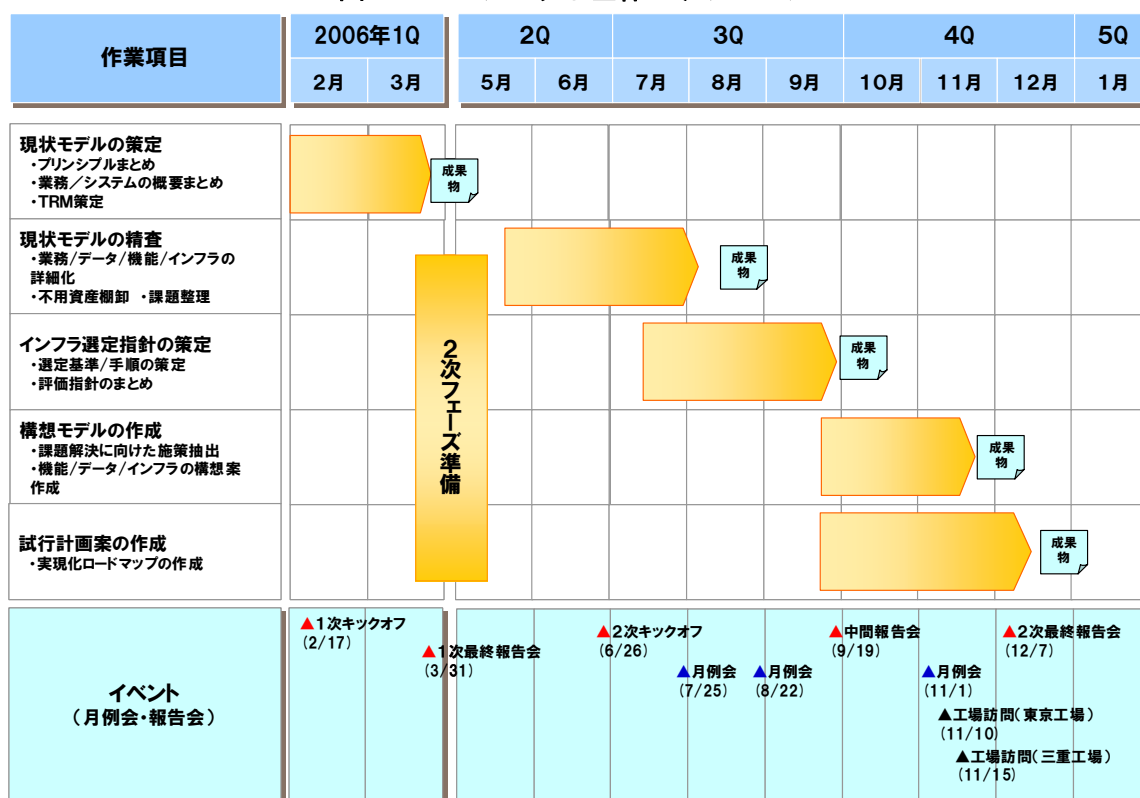 作業項目
2006年1Q 2Q 3Q 4Q 5Q
2月 3月 5月 6月 7月 8月 9月 10月 11月 12月 1月
現状モデルの策定
・プリンシプルまとめ
・業務／システムの概要まとめ
・TRM策定
成果
物
現状モデルの精査
・業務/データ/機能/インフラの
詳細化
・不用資産棚卸 ・課題整理
成果
物
2次フェーズ準備
インフラ選定指針の策定
・選定基準/手順の策定
・評価指針のまとめ
成果
物
構想モデルの作成
・課題解決に向けた施策抽出
・機能/データ/インフラの構想案
作成
成果
物
試行計画案の作成
・実現化ロードマップの作成
成果
物
イベント
（月例会・報告会）
▲1次キックオフ
(2/17)
▲1次最終報告会
(3/31)
▲2次キックオフ
(6/26)
▲月例会
(7/25)
▲月例会
(8/22)
▲中間報告会
(9/19)
▲月例会
(11/1)
▲2次最終報告会
(12/7)
▲工場訪問（東京工場）
(11/10)
▲工場訪問（三重工場）
(11/15)